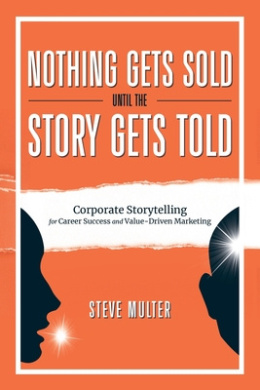 NOTHING GETS SOLD
UNTIL THE
STORY GETS TOLD
Corporate Storytelling
for Career Success and Value-Driven Marketing
STEVE MULTER